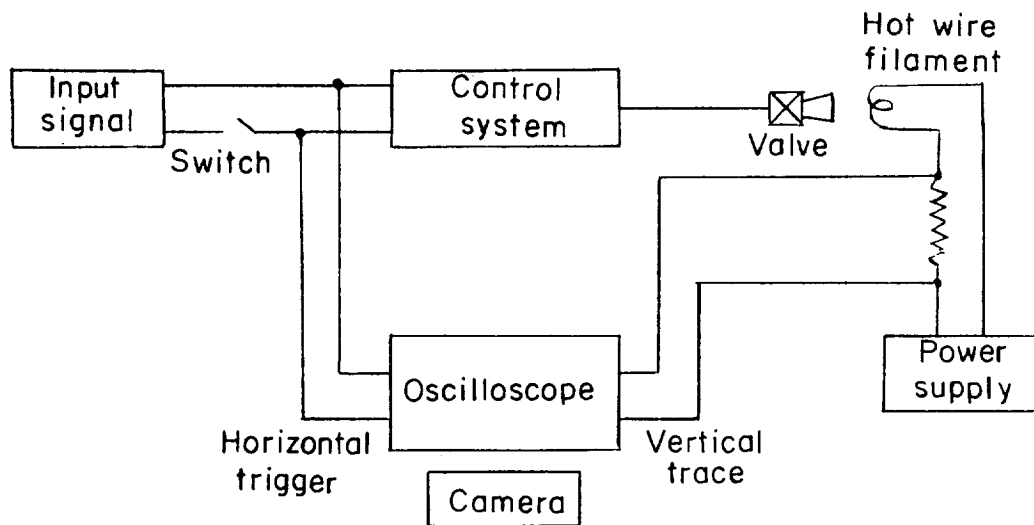 Input
signal
Switch
Control
system
Valve
Hot wire
filament
Oscilloscope
Horizontal
trigger
Vertical
trace
Power
supply
Camera